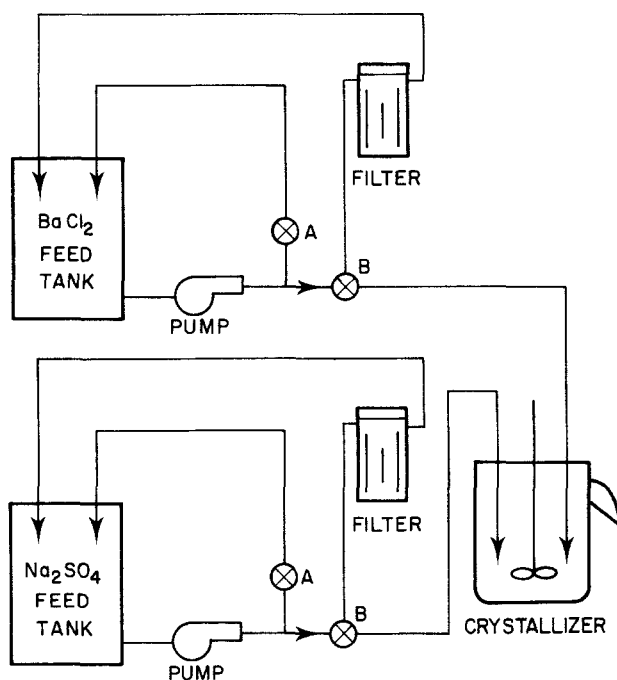 FILTER
BaCl₂
FEED
TANK
A
B
PUMP
FILTER
Na₂SO₄
FEED
TANK
A
B
PUMP
CRYSTALLIZER